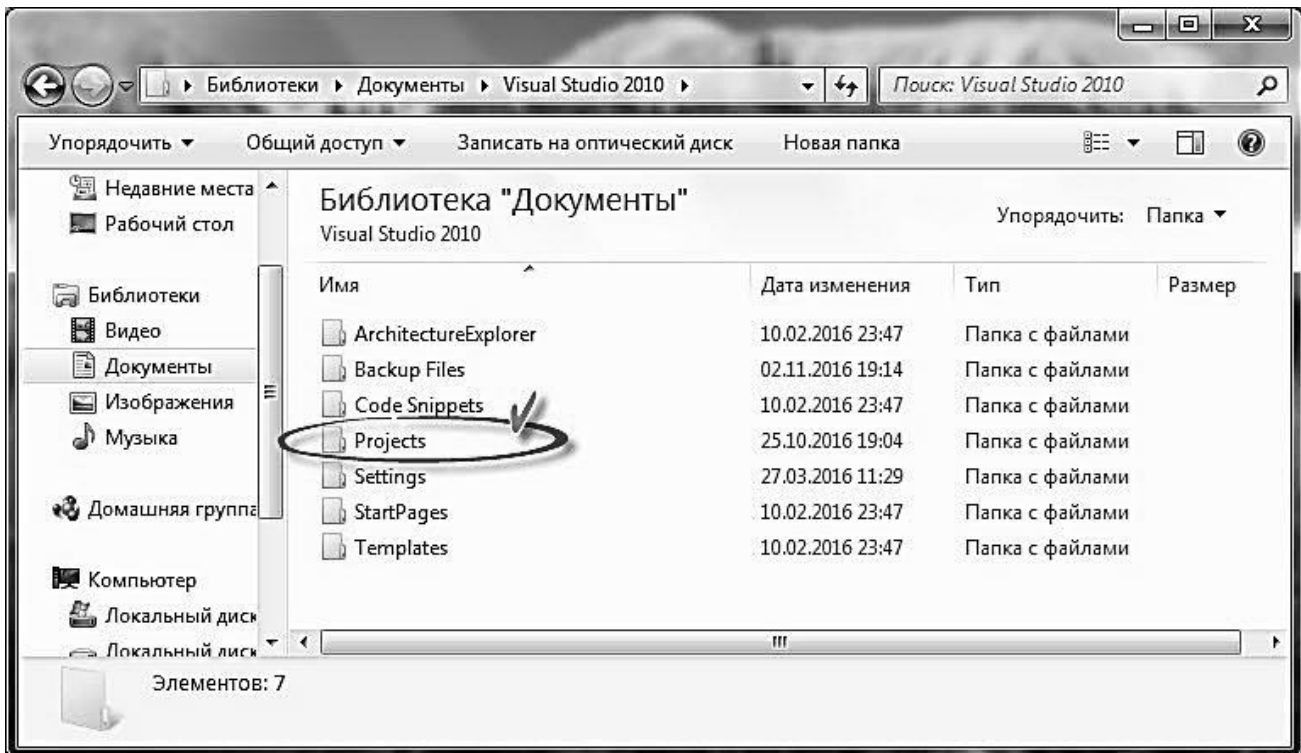 Библиотеки ▸ Документы ▸ Visual Studio 2010 ▸ Поиск: Visual Studio 2010
Упорядочить ▼ Общий доступ ▼ Записать на оптический диск Новая папка
Недавние места
Рабочий стол
Библиотеки
Видео
Документы
Изображения
Музыка
Домашняя группа
Компьютер
Локальный диск
Локальный диск
Библиотека "Документы"
Visual Studio 2010
Упорядочить: Папка ▼
Имя Дата изменения Тип Размер
ArchitectureExplorer 10.02.2016 23:47 Папка с файлами
Backup Files 02.11.2016 19:14 Папка с файлами
Code Snippets 10.02.2016 23:47 Папка с файлами
Projects 25.10.2016 19:04 Папка с файлами
Settings 27.03.2016 11:29 Папка с файлами
StartPages 10.02.2016 23:47 Папка с файлами
Templates 10.02.2016 23:47 Папка с файлами
Элементов: 7